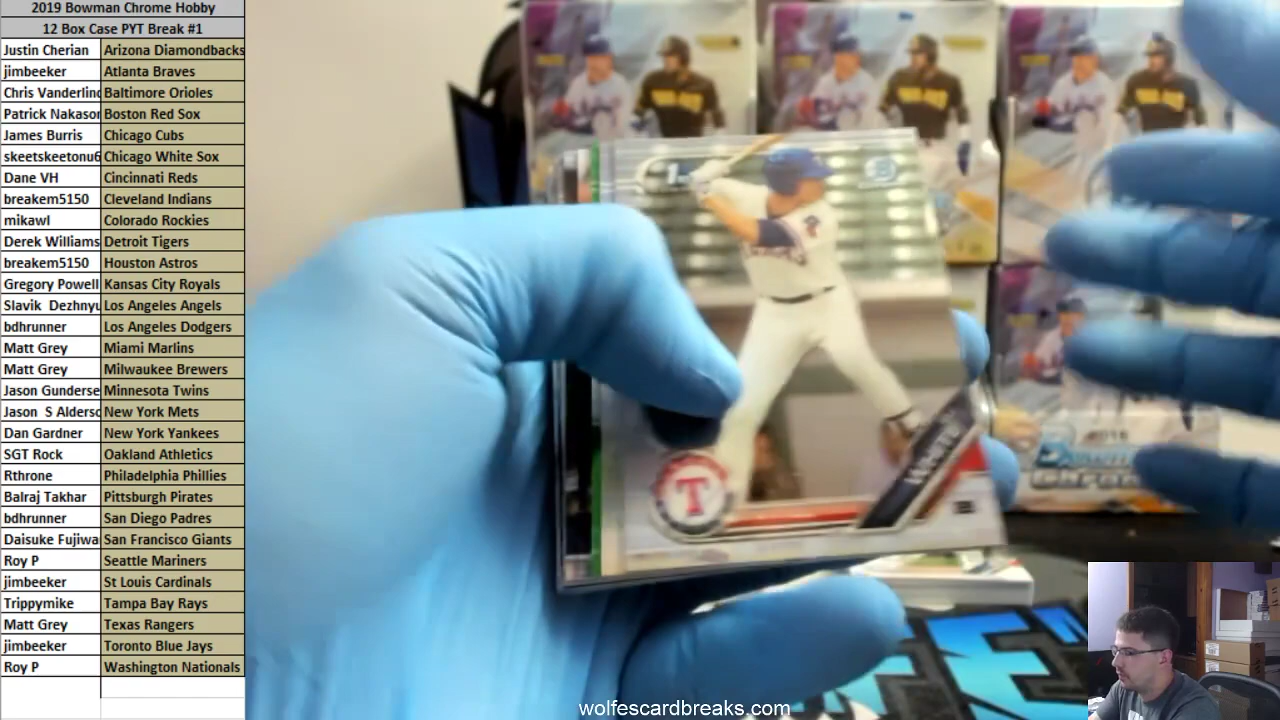 2019 Bowman Chrome Hobby
12 Box Case PYT Break #1
Justin Cherian Arizona Diamondbacks
jimbeeker Atlanta Braves
Chris Vanderlind Baltimore Orioles
Patrick Nakason Boston Red Sox
James Burris Chicago Cubs
skeetskeetonu6 Chicago White Sox
Dane VH Cincinnati Reds
breakem5150 Cleveland Indians
mikawl Colorado Rockies
Derek Williams Detroit Tigers
breakem5150 Houston Astros
Gregory Powell Kansas City Royals
Slavik Dezhnyu Los Angeles Angels
bdhrunner Los Angeles Dodgers
Matt Grey Miami Marlins
Matt Grey Milwaukee Brewers
Jason Gunderse Minnesota Twins
Jason S Alderso New York Mets
Dan Gardner New York Yankees
SGT Rock Oakland Athletics
Rthrone Philadelphia Phillies
Balraj Takhar Pittsburgh Pirates
bdhrunner San Diego Padres
Daisuke Fujiwa San Francisco Giants
Roy P Seattle Mariners
jimbeeker St Louis Cardinals
Trippymike Tampa Bay Rays
Matt Grey Texas Rangers
jimbeeker Toronto Blue Jays
Roy P Washington Nationals
T
wolfescardbreaks.com